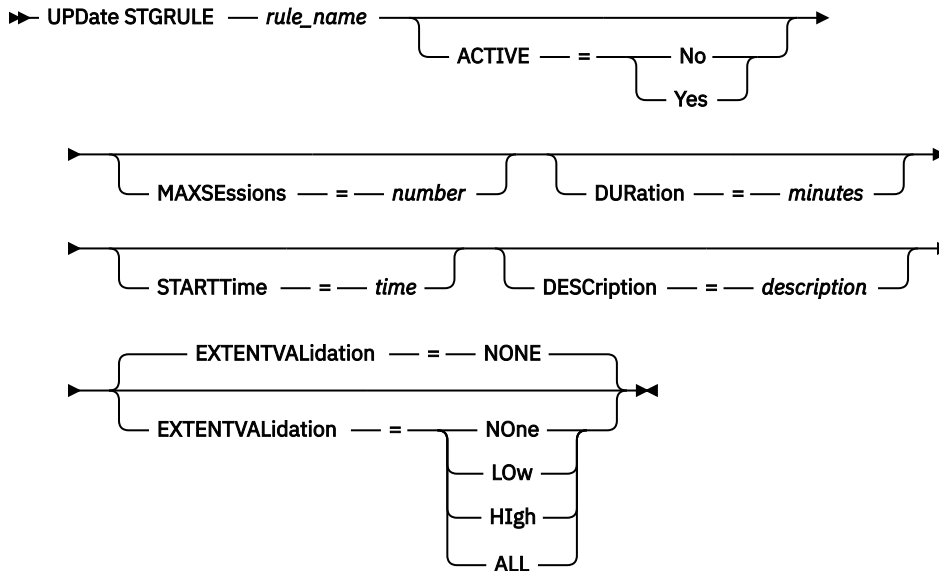 UPDate STGRULE rule_name
ACTIVE = No
Yes
MAXSEssions = number DURation = minutes
STARTTime = time DESCription = description
EXTENTVALidation = NONE
EXTENTVALidation = NOne
LOw
HIgh
ALL